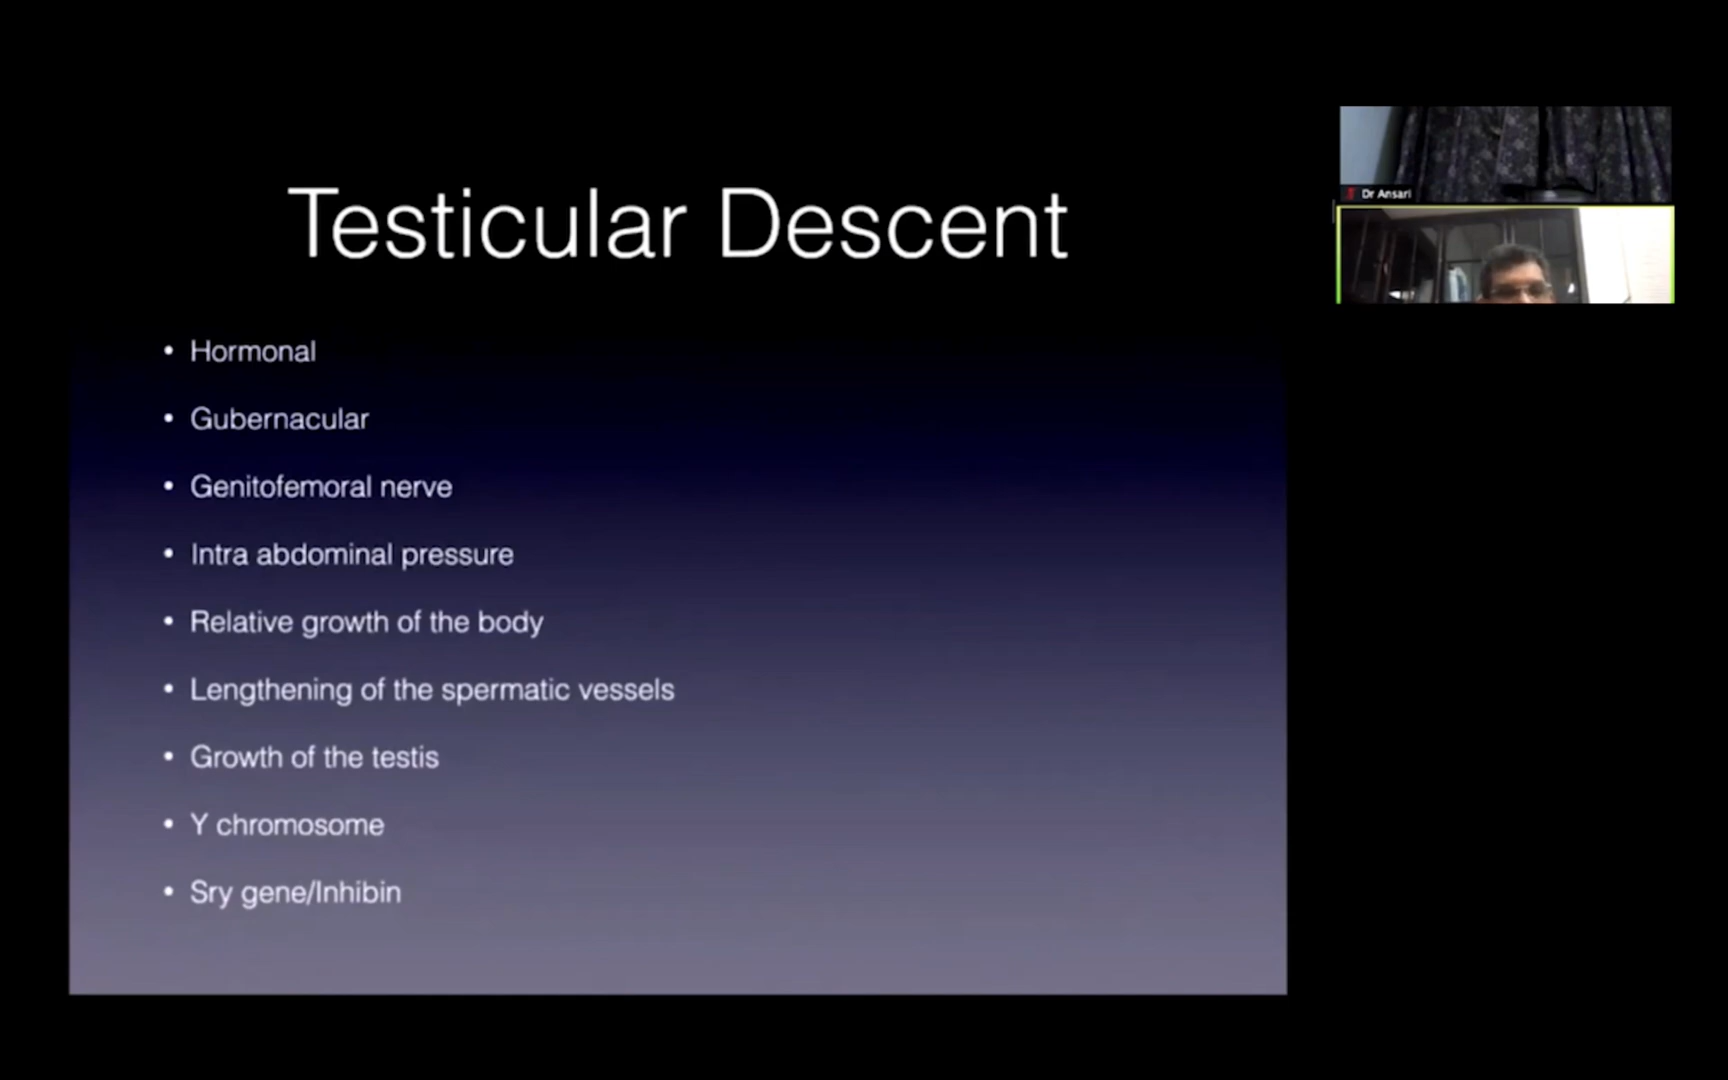 Testicular Descent
• Hormonal
• Gubernacular
• Genitofemoral nerve
• Intra abdominal pressure
• Relative growth of the body
• Lengthening of the spermatic vessels
• Growth of the testis
• Y chromosome
• Sry gene/Inhibin
Dr Ansari